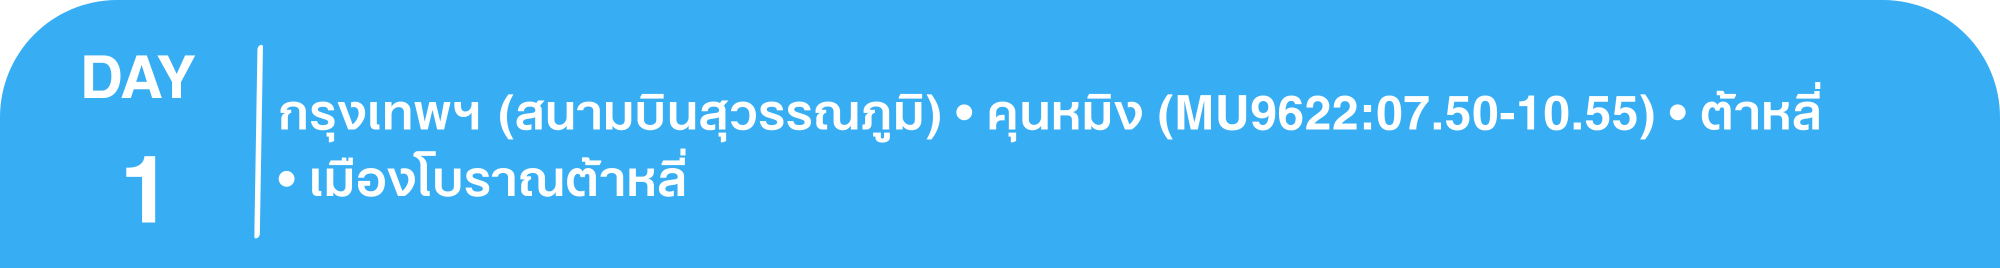 DAY
1
กรุงเทพฯ (สนามบินสุวรรณภูมิ) • คุนหมิง (MU9622:07.50-10.55) • ต้าหลี่
• เมืองโบราณต้าหลี่